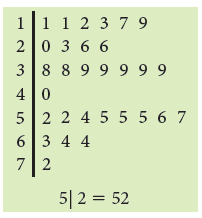 1 | 1 1 2 3 7 9
2 | 0 3 6 6
3 | 8 8 9 9 9 9 9
4 | 0
5 | 2 2 4 5 5 5 6 7
6 | 3 4 4
7 | 2
5| 2 = 52